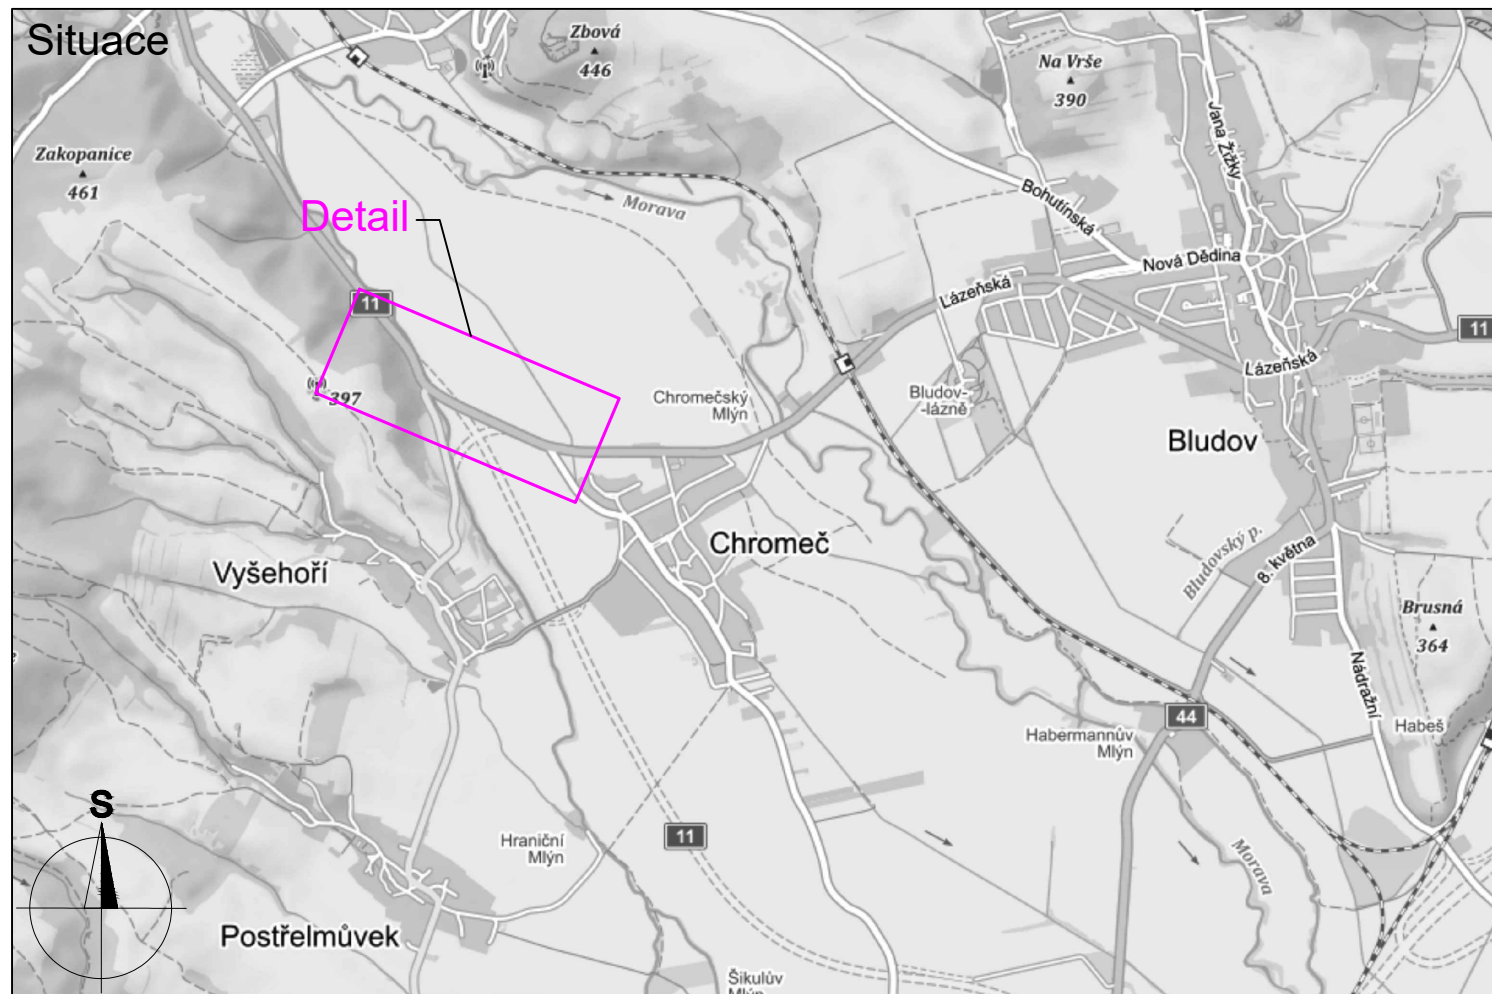 Situace
Zbová
446
Na Vrše
390
Jana Žižky
Zakopanice
461
Detail
Morava
Bohutínská
Nová Dědina
Lázeňská
11
11
Lázeňská
397
Chromečský
Mlýn
Bludov-
-lázně
Bludov
Chromeč
Vyšehoří
Bludovský p.
8. května
Brusná
364
Nádražní
44
Habeš
Habermannův
Mlýn
S
11
Hraniční
Mlýn
Morava
Postřelmůvek
Šikulův
Mlýn